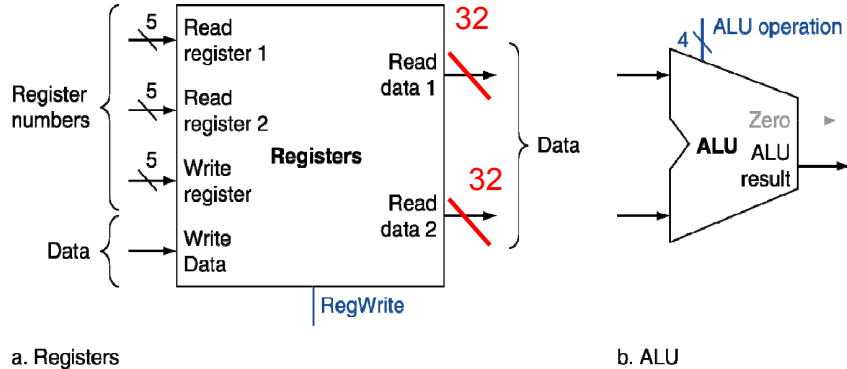 Register
numbers
Data
5
5
5
Read
register 1
Read
register 2
Write
register
Write
Data
Registers
Read
data 1
Read
data 2
32
32
Data
RegWrite
4
ALU operation
ALU
Zero
ALU
result
a. Registers
b. ALU